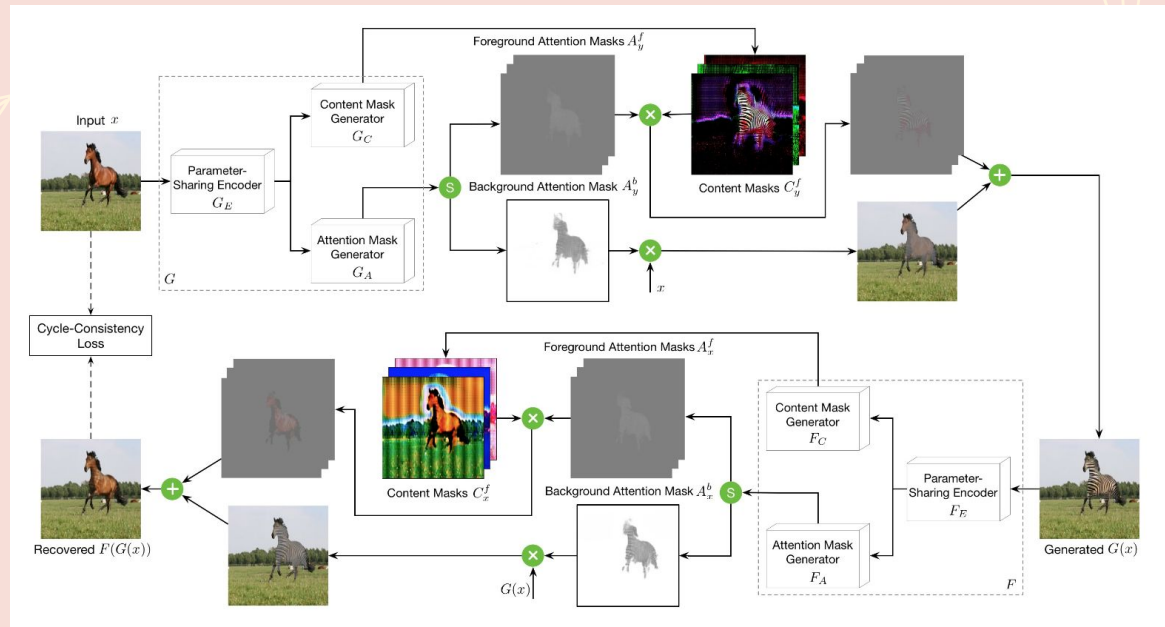 Foreground Attention Masks $A_y^f$
Input $x$
Content Mask
Generator
$G_C$
Parameter-
Sharing Encoder
$G_E$
S
Background Attention Mask $A_y^b$
Content Masks $C_y^f$
Attention Mask
Generator
$G_A$
$G$
$x$
Cycle-Consistency
Loss
Foreground Attention Masks $A_x^f$
Content Mask
Generator
$F_C$
Parameter-
Sharing Encoder
$F_E$
Content Masks $C_x^f$
Background Attention Mask $A_x^b$
S
Attention Mask
Generator
$F_A$
$F$
Recovered $F(G(x))$
$G(x)$
Generated $G(x)$